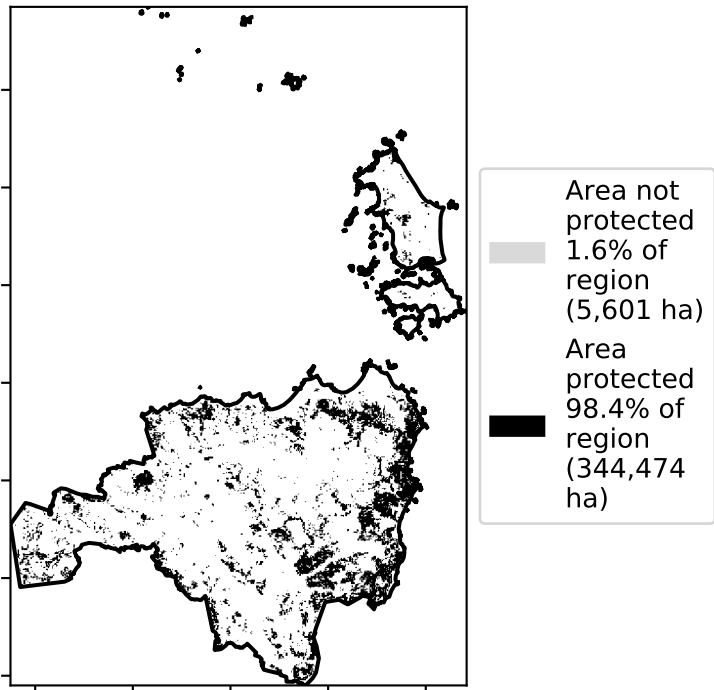 Area not
protected
1.6% of
region
(5,601 ha)
Area
protected
98.4% of
region
(344,474
ha)